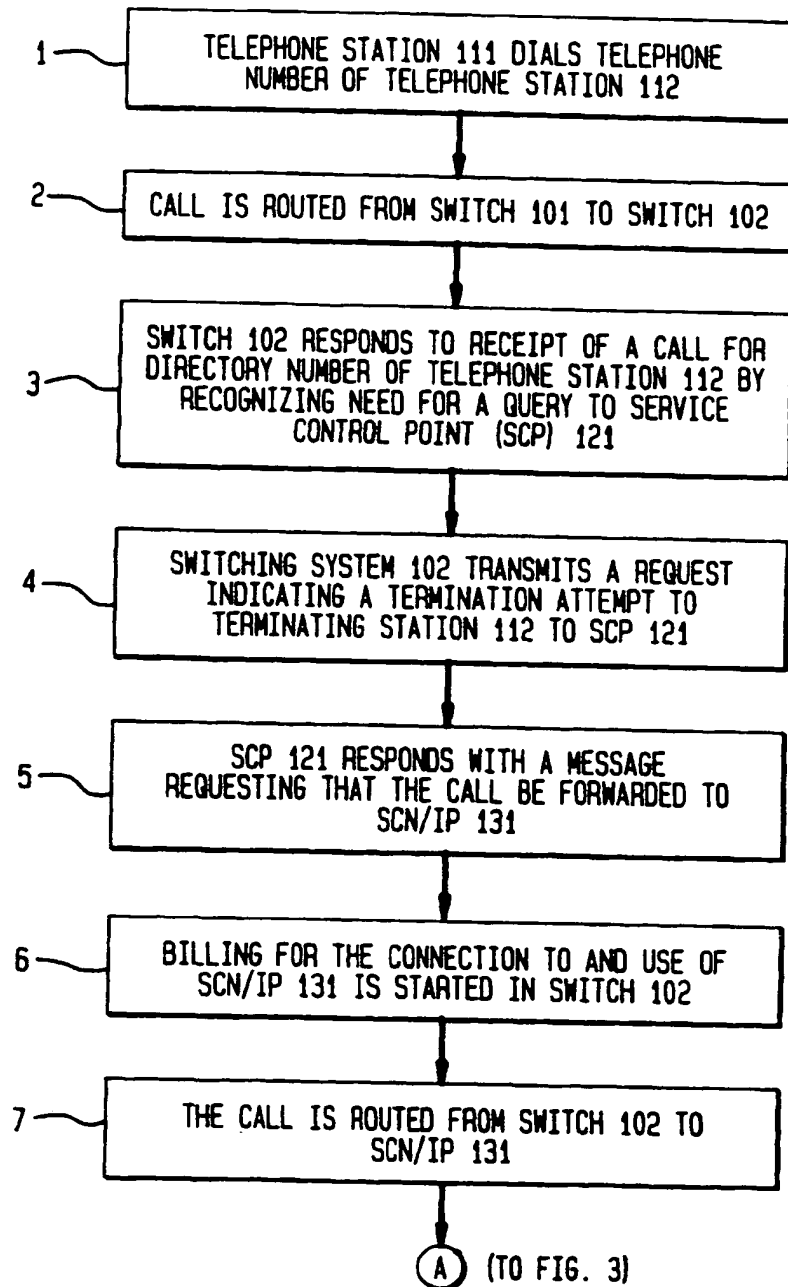 1
TELEPHONE STATION 111 DIALS TELEPHONE
NUMBER OF TELEPHONE STATION 112
2
CALL IS ROUTED FROM SWITCH 101 TO SWITCH 102
3
SWITCH 102 RESPONDS TO RECEIPT OF A CALL FOR
DIRECTORY NUMBER OF TELEPHONE STATION 112 BY
RECOGNIZING NEED FOR A QUERY TO SERVICE
CONTROL POINT (SCP) 121
4
SWITCHING SYSTEM 102 TRANSMITS A REQUEST
INDICATING A TERMINATION ATTEMPT TO
TERMINATING STATION 112 TO SCP 121
5
SCP 121 RESPONDS WITH A MESSAGE
REQUESTING THAT THE CALL BE FORWARDED TO
SCN/IP 131
6
BILLING FOR THE CONNECTION TO AND USE OF
SCN/IP 131 IS STARTED IN SWITCH 102
7
THE CALL IS ROUTED FROM SWITCH 102 TO
SCN/IP 131
A (TO FIG. 3)